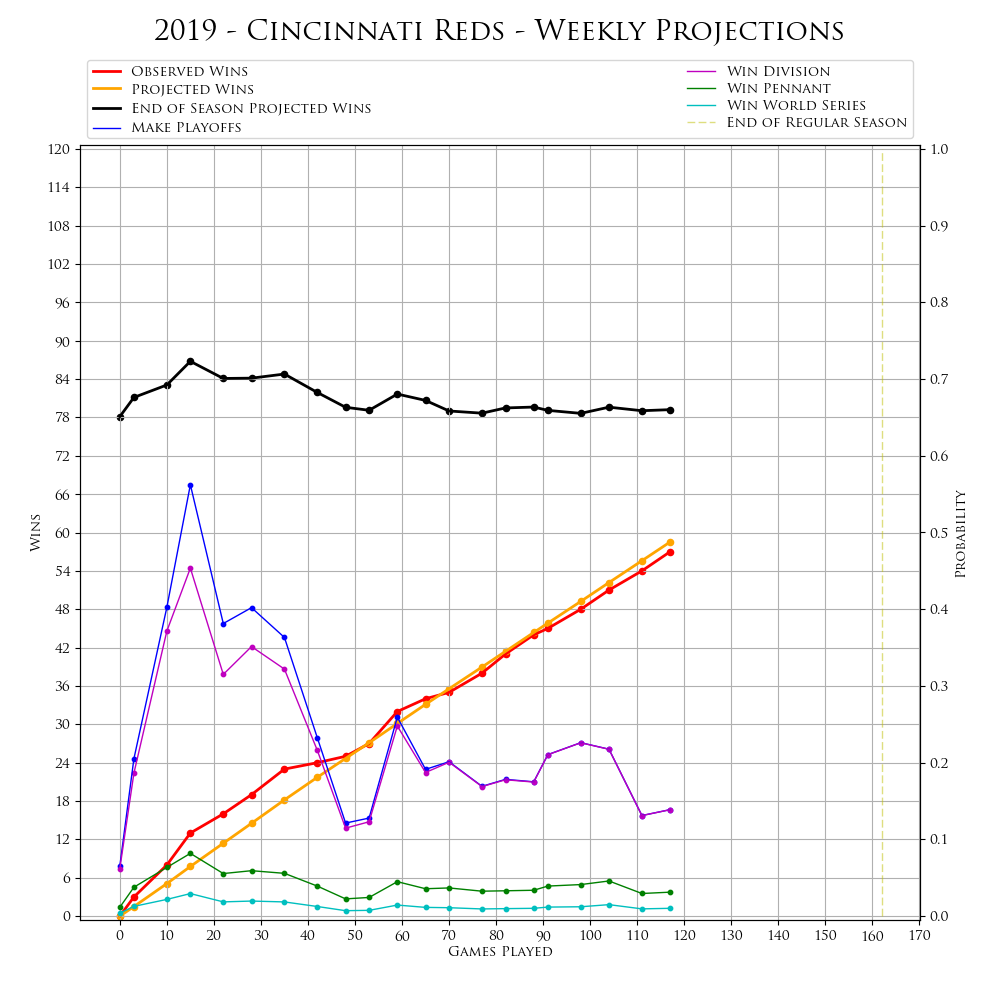 2019 - Cincinnati Reds - Weekly Projections
Observed Wins
Projected Wins
End of Season Projected Wins
Make Playoffs
Win Division
Win Pennant
Win World Series
End of Regular Season
120
114
108
102
96
90
84
78
72
66
60
54
48
42
36
30
24
18
12
6
0
Wins
1.0
0.9
0.8
0.7
0.6
0.5
0.4
0.3
0.2
0.1
0.0
Probability
0 10 20 30 40 50 60 70 80 90 100 110 120 130 140 150 160 170
Games Played